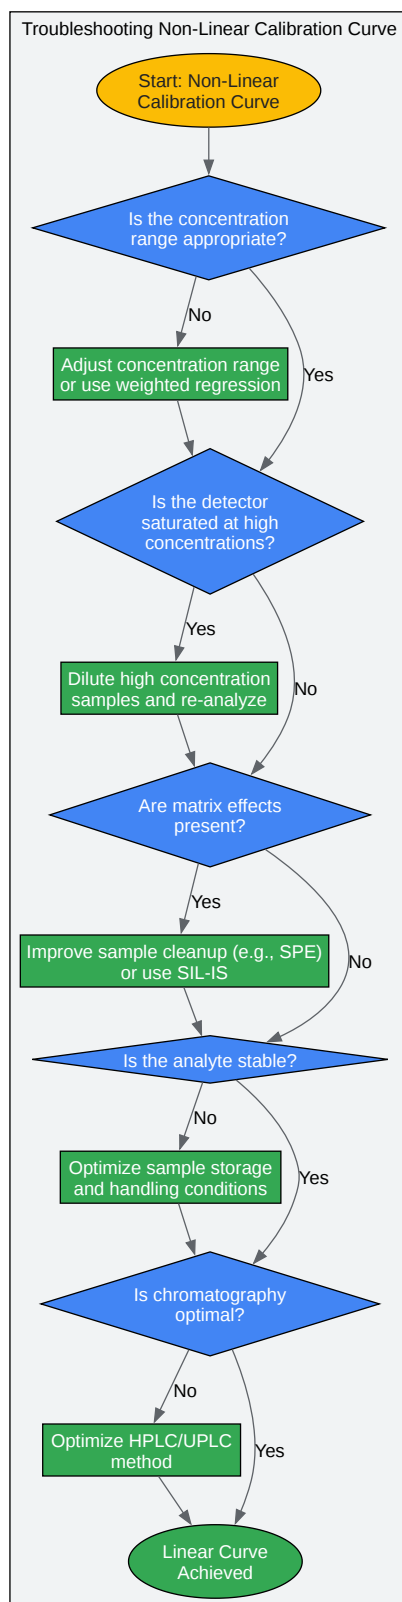 Troubleshooting Non-Linear Calibration Curve
Start: Non-Linear
Calibration Curve
Is the concentration
range appropriate?
No
Adjust concentration range
or use weighted regression
Yes
Is the detector
saturated at high
concentrations?
Yes
Dilute high concentration
samples and re-analyze
No
Are matrix effects
present?
Yes
Improve sample cleanup (e.g., SPE)
or use SIL-IS
No
Is the analyte stable?
No
Optimize sample storage
and handling conditions
Yes
Is chromatography
optimal?
No
Optimize HPLC/UPLC
method
Yes
Linear Curve
Achieved